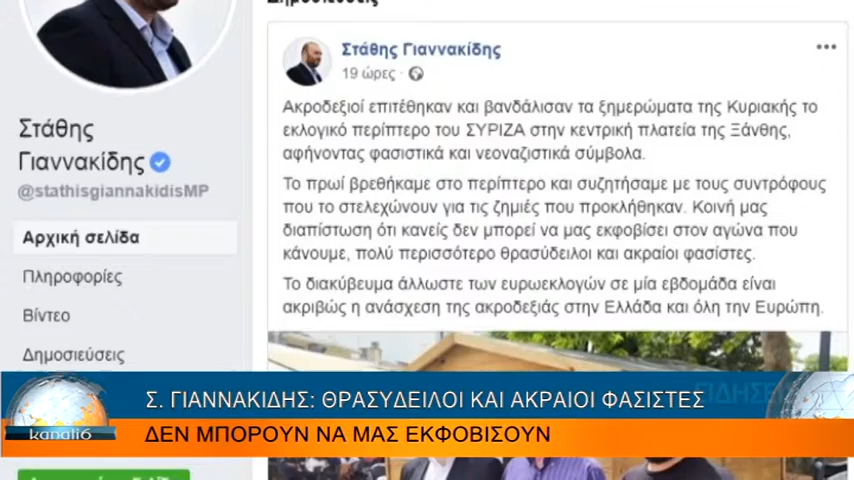 Δημοσιεύσεις
Στάθης Γιαννακίδης
19 ώρες
Στάθης
Γιαννακίδης
@stathisgiannakidisMP
Αρχική σελίδα
Πληροφορίες
Βίντεο
Δημοσιεύσεις
Ακροδεξιοί επιτέθηκαν και βανδάλισαν τα ξημερώματα της Κυριακής το
εκλογικό περίπτερο του ΣΥΡΙΖΑ στην κεντρική πλατεία της Ξάνθης,
αφήνοντας φασιστικά και νεοναζιστικά σύμβολα.
Το πρωί βρεθήκαμε στο περίπτερο και συζητήσαμε με τους συντρόφους
που το στελεχώνουν για τις ζημιές που προκλήθηκαν. Κοινή μας
διαπίστωση ότι κανείς δεν μπορεί να μας εκφοβίσει στον αγώνα που
κάνουμε, πολύ περισσότερο θρασύδειλοι και ακραίοι φασίστες.
Το διακύβευμα άλλωστε των ευρωεκλογών σε μία εβδομάδα είναι
ακριβώς η ανάσχεση της ακροδεξιάς στην Ελλάδα και όλη την Ευρώπη.
ΕΙΔΗΣΕΙΣ
Σ. ΓΙΑΝΝΑΚΙΔΗΣ: ΘΡΑΣΥΔΕΙΛΟΙ ΚΑΙ ΑΚΡΑΙΟΙ ΦΑΣΙΣΤΕΣ
kanali6
ΔΕΝ ΜΠΟΡΟΥΝ ΝΑ ΜΑΣ ΕΚΦΟΒΙΣΟΥΝ